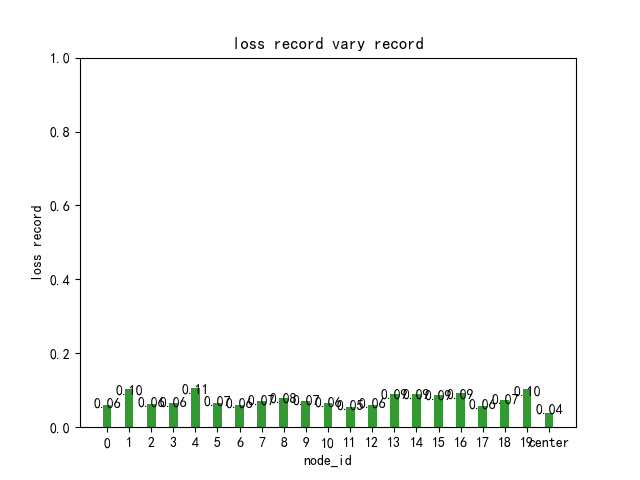 loss record vary record
1.0
0.8
0.6
0.4
0.2
0.0
loss record
0.06 0.10 0.06 0.06 0.11 0.07 0.06 0.07 0.08 0.07 0.06 0.05 0.06 0.09 0.09 0.09 0.09 0.06 0.07 0.10 0.04
0 1 2 3 4 5 6 7 8 9 10 11 12 13 14 15 16 17 18 19 center
node_id